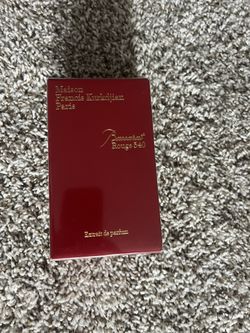 Maison
Francis Kurkdjian
Paris
Baccarat
Rouge 540
Extrait de parfum